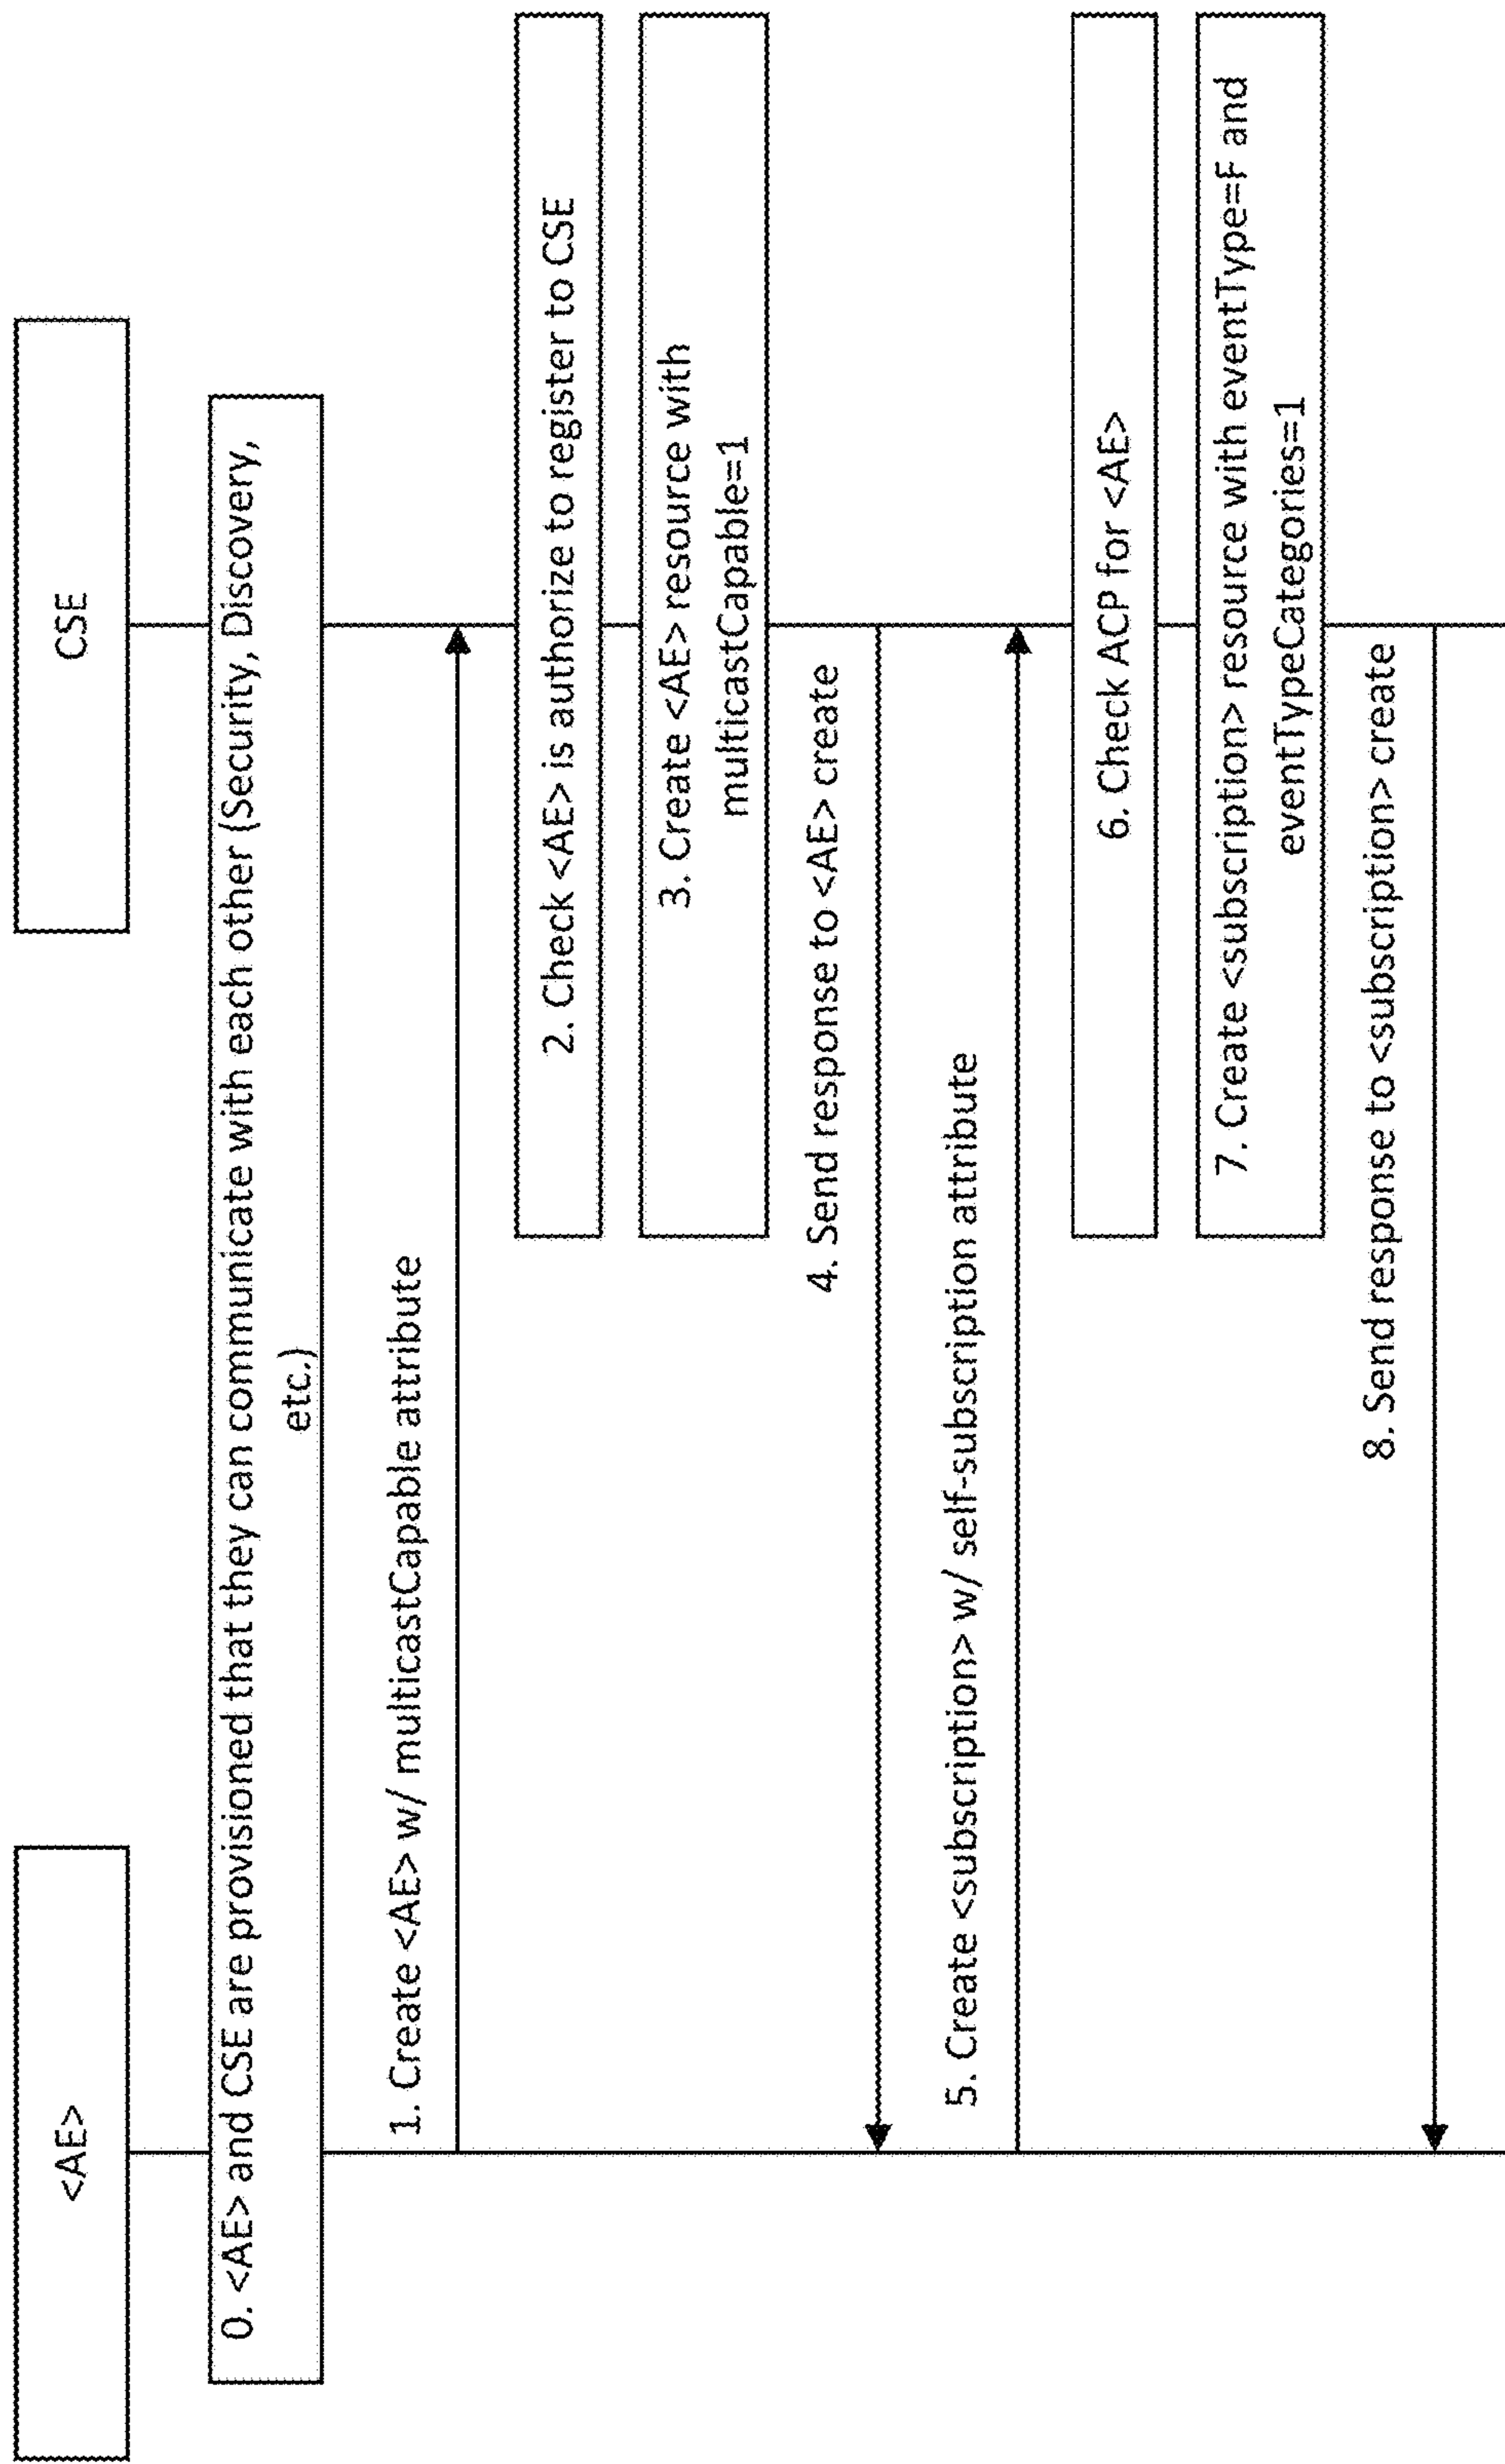 <AE>
CSE
0. <AE> and CSE are provisioned that they can communicate with each other (Security, Discovery,
etc.)
1. Create <AE> w/ multicastCapable attribute
2. Check <AE> is authorize to register to CSE
3. Create <AE> resource with
multicastCapable=1
4. Send response to <AE> create
5. Create <subscription> w/ self-subscription attribute
6. Check ACP for <AE>
7. Create <subscription> resource with eventType=F and
eventTypeCategories=1
8. Send response to <subscription> create